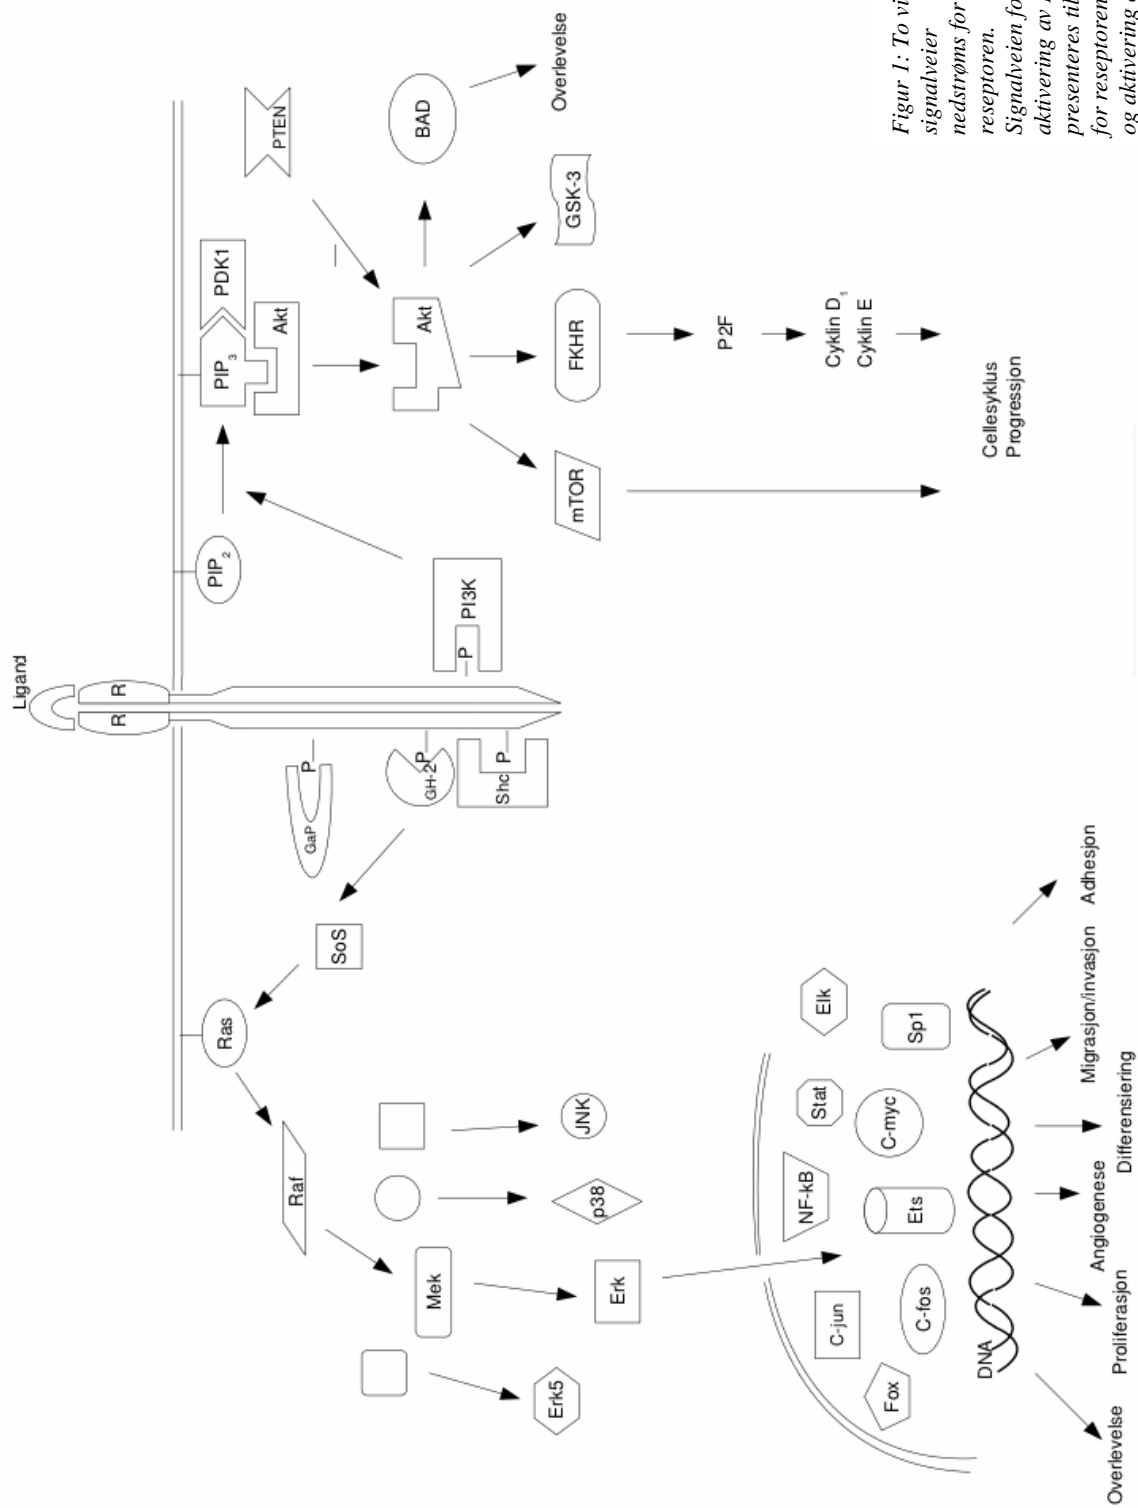 Ligand
R
R
PIP2
PIP3
PDK1
Akt
PTEN
Akt
BAD
Overlevelse
GSK-3
FKHR
mTOR
P2F
Cyklin D1
Cyklin E
Cellesyklus
Progressjon
P
PI3K
GaP
P
GH-2
P
Shc
P
SoS
Ras
Raf
Mek
Erk
Erk5
p38
JNK
Elk
Stat
NF-kB
Sp1
C-myc
Ets
C-jun
C-fos
Fox
DNA
Overlevelse
Proliferasjon
Angiogenese
Differensiering
Migrasjon/invasjon
Adhesjon
Figur 1: To vi
signalveier
nedstrøms for
reseptoren.
Signalveien fo
aktivering av
presenteres til
for reseptoren
og aktivering